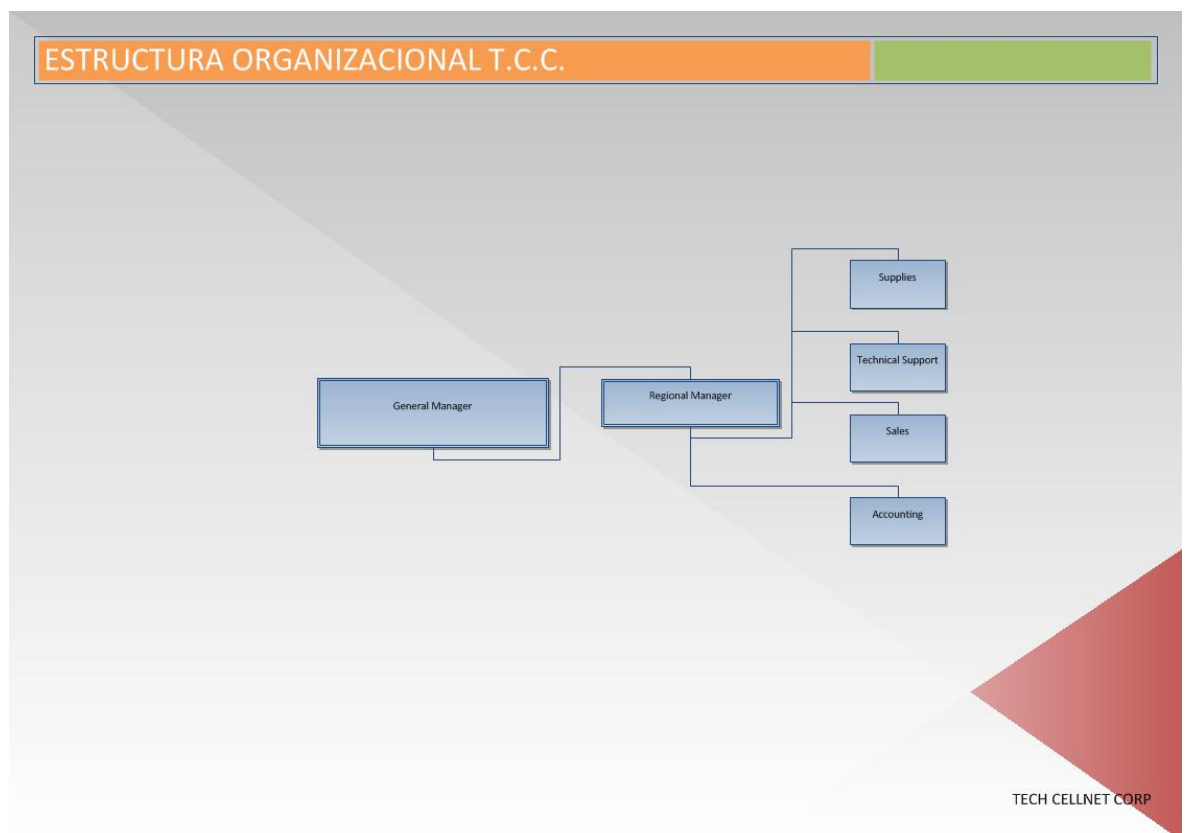 ESTRUCTURA ORGANIZACIONAL T.C.C.
General Manager
Regional Manager
Supplies
Technical Support
Sales
Accounting
TECH CELLNET CORP